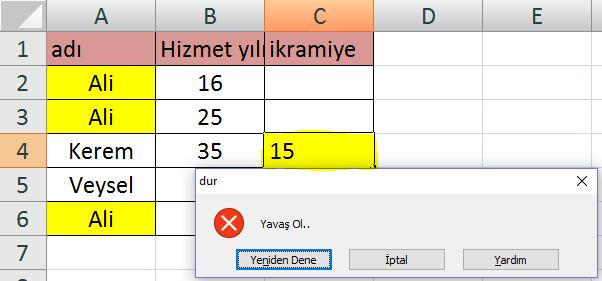 A B C D E
1 adı Hizmet yılı ikramiye
2 Ali 16
3 Ali 25
4 Kerem 35 15
5 Veysel
dur
6 Ali
Yavaş Ol..
7
Yeniden Dene İptal Yardım